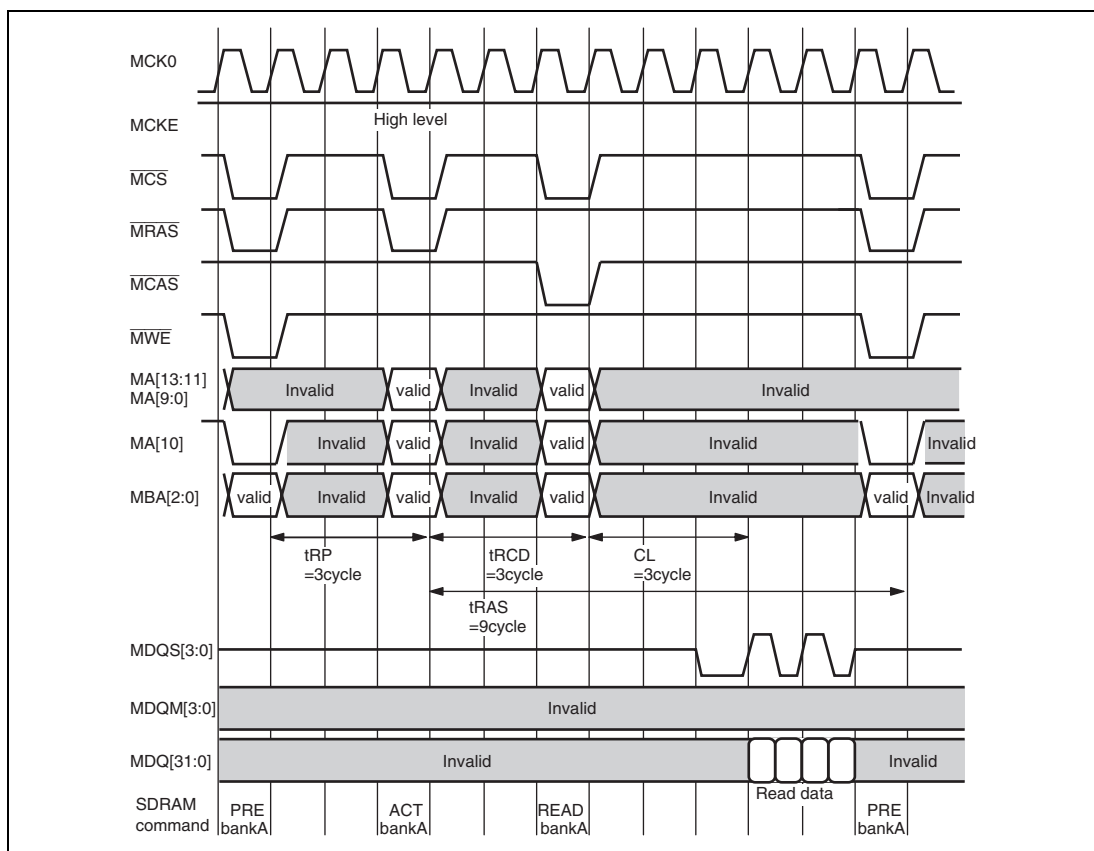 MCK0
MCKE
High level
MCS
MRAS
MCAS
MWE
MA[13:11]
MA[9:0]
Invalid valid Invalid valid Invalid
MA[10]
Invalid valid Invalid valid Invalid Invalid
MBA[2:0]
valid Invalid valid Invalid valid Invalid valid Invalid
tRP
=3cycle
tRCD
=3cycle
CL
=3cycle
tRAS
=9cycle
MDQS[3:0]
MDQM[3:0]
Invalid
MDQ[31:0]
Invalid Invalid
Read data
SDRAM
command
PRE
bankA
ACT
bankA
READ
bankA
PRE
bankA